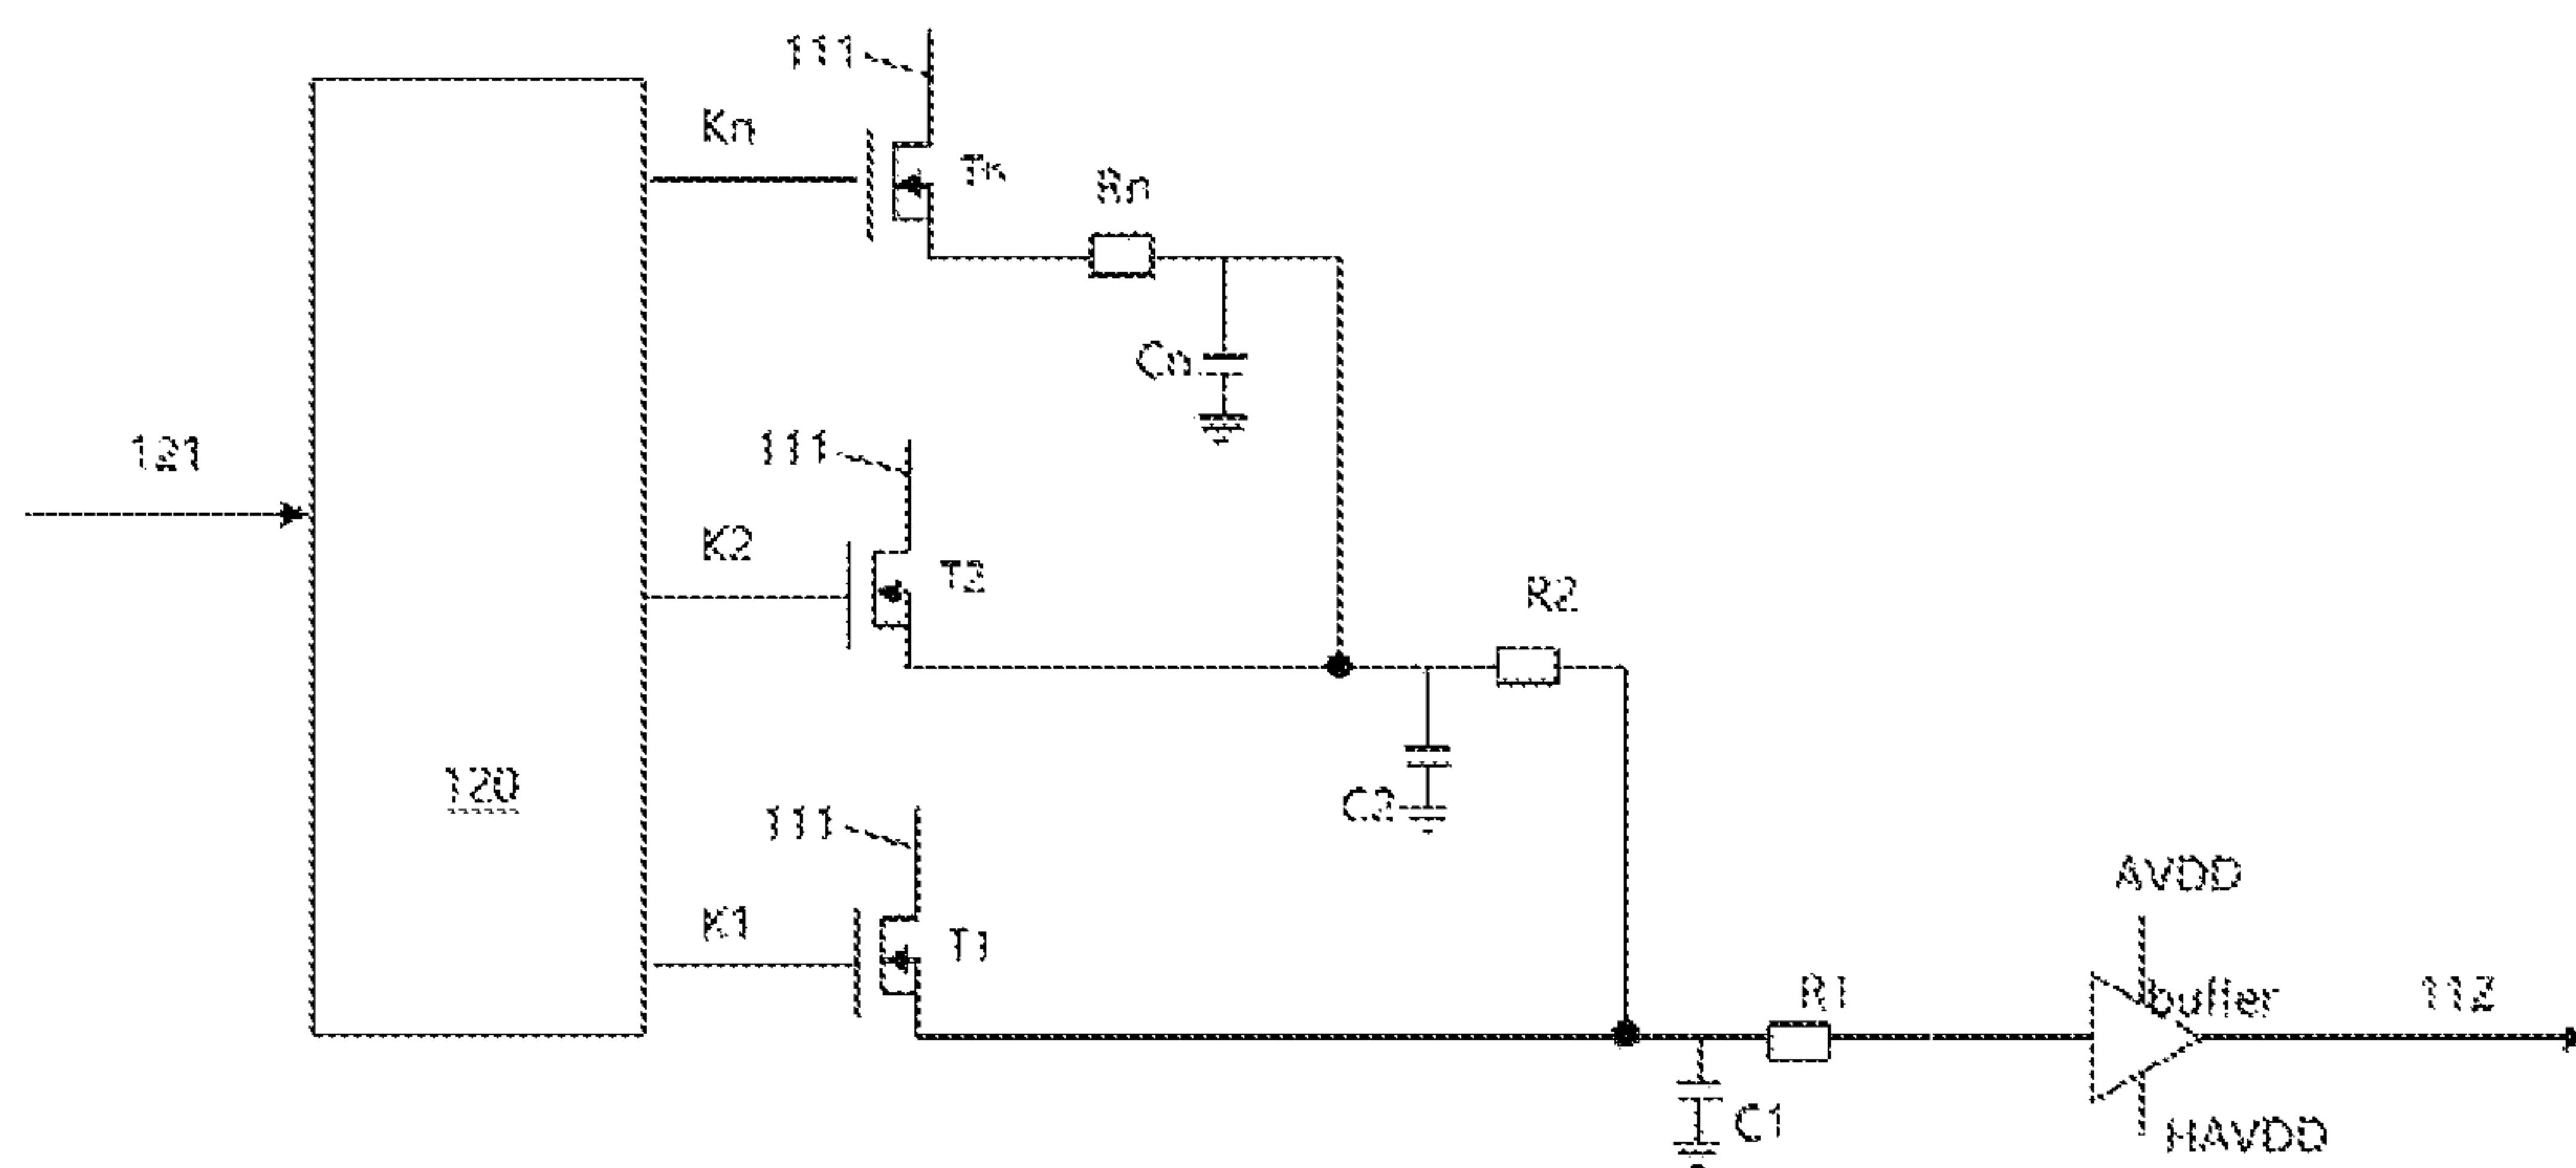 111
Kn
Tn
Rn
Cn
121
111
K2
T2
R2
C2
120
111
K1
T1
R1
C1
AVDD
buffer
112
HAVDD